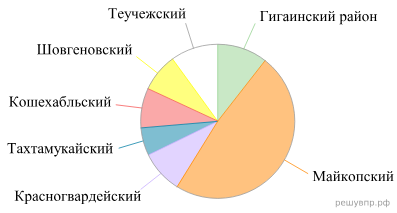 Теучежский
Гигаинский район
Шовгеновский
Кошехабльский
Тахтамукайский
Красногвардейский
Майкопский
решувпр.рф